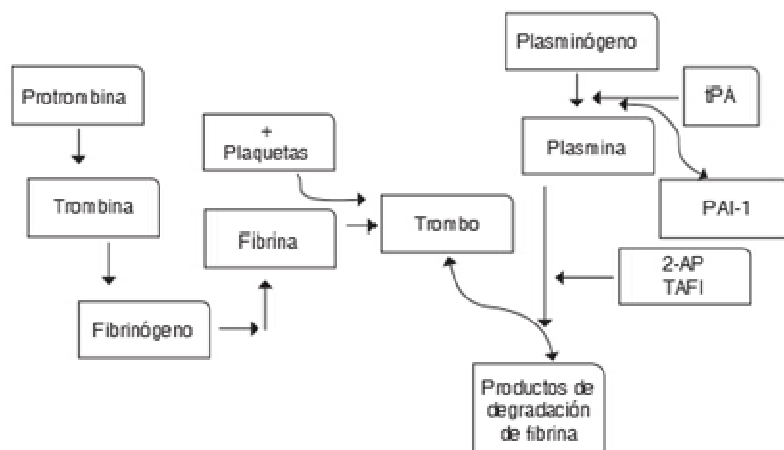 Plasminógeno
Protrombina
tPA
+
Plaquetas
Plasmina
Trombina
PAI-1
Trombo
Fibrina
2-AP
TAFI
Fibrinógeno
Productos de
degradación
de fibrina